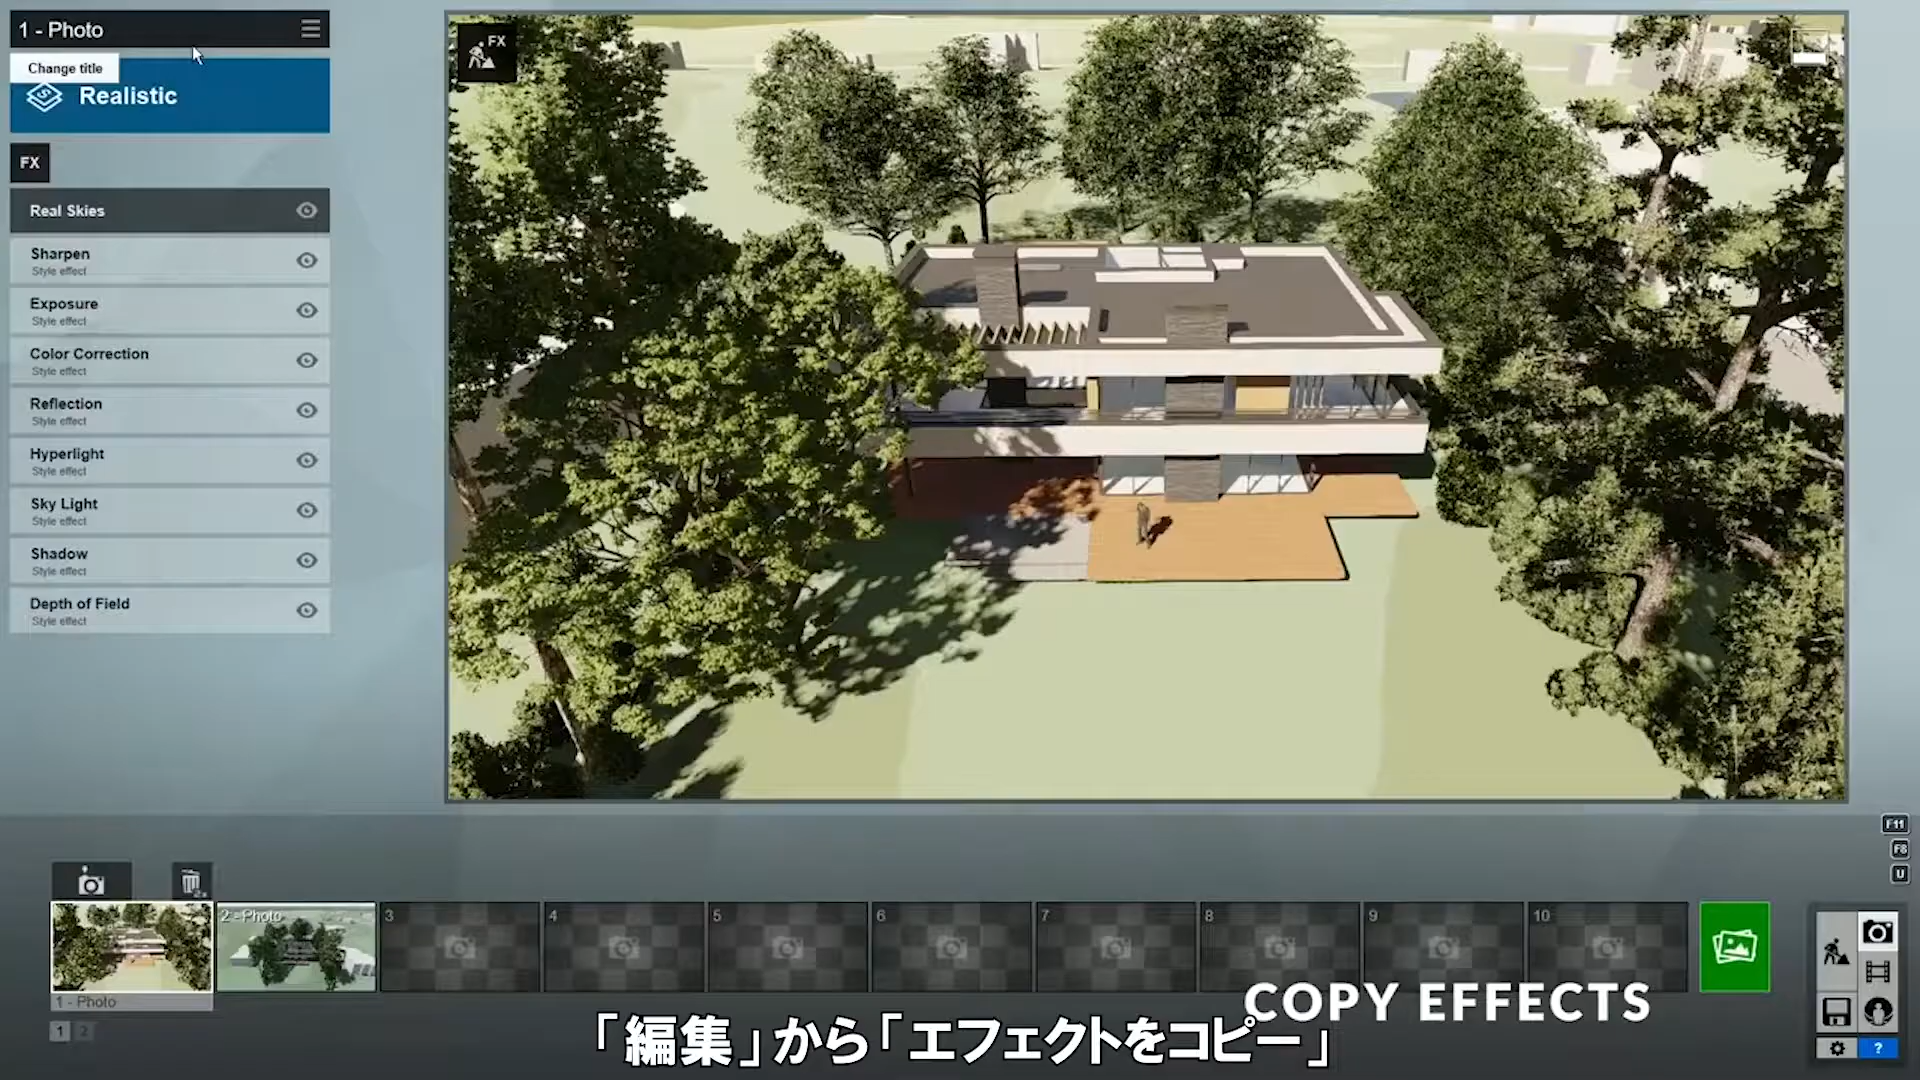 1 - Photo
Change title
Realistic
FX
Real Skies
Sharpen
Style effect
Exposure
Style effect
Color Correction
Style effect
Reflection
Style effect
Hyperlight
Style effect
Sky Light
Style effect
Shadow
Style effect
Depth of Field
Style effect
FX
F11
F8
U
2 - Photo
3
4
5
6
7
8
9
10
1 - Photo
1 2
COPY EFFECTS
「編集」から「エフェクトをコピー」
?